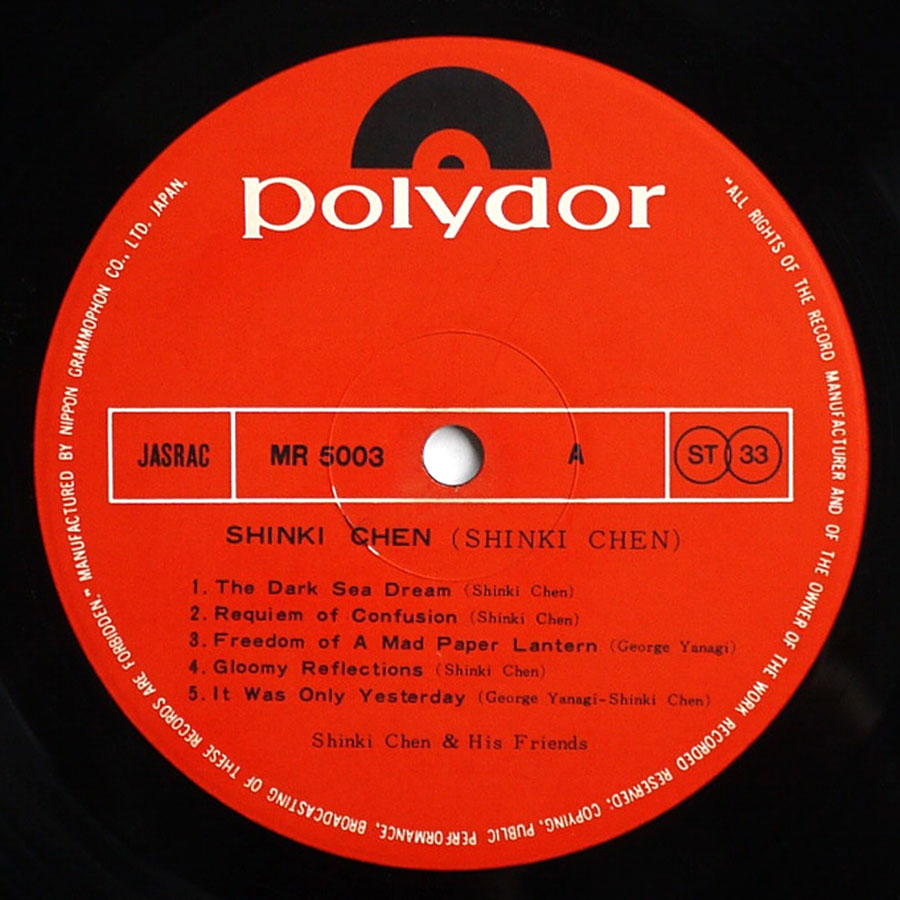 polydor
JASRAC
MR 5003
A
ST 33
SHINKI CHEN (SHINKI CHEN)
1. The Dark Sea Dream (Shinki Chen)
2. Requiem of Confusion (Shinki Chen)
3. Freedom of A Mad Paper Lantern (George Yanagi)
4. Gloomy Reflections (Shinki Chen)
5. It Was Only Yesterday (George Yanagi-Shinki Chen)
Shinki Chen & His Friends
"ALL RIGHTS OF THE RECORD MANUFACTURER AND OF THE OWNER OF THE WORK RECORDED RESERVED; COPYING, PUBLIC PERFORMANCE, BROADCASTING OF THESE RECORDS ARE FORBIDDEN." MANUFACTURED BY NIPPON GRAMMOPHON CO., LTD. JAPAN.